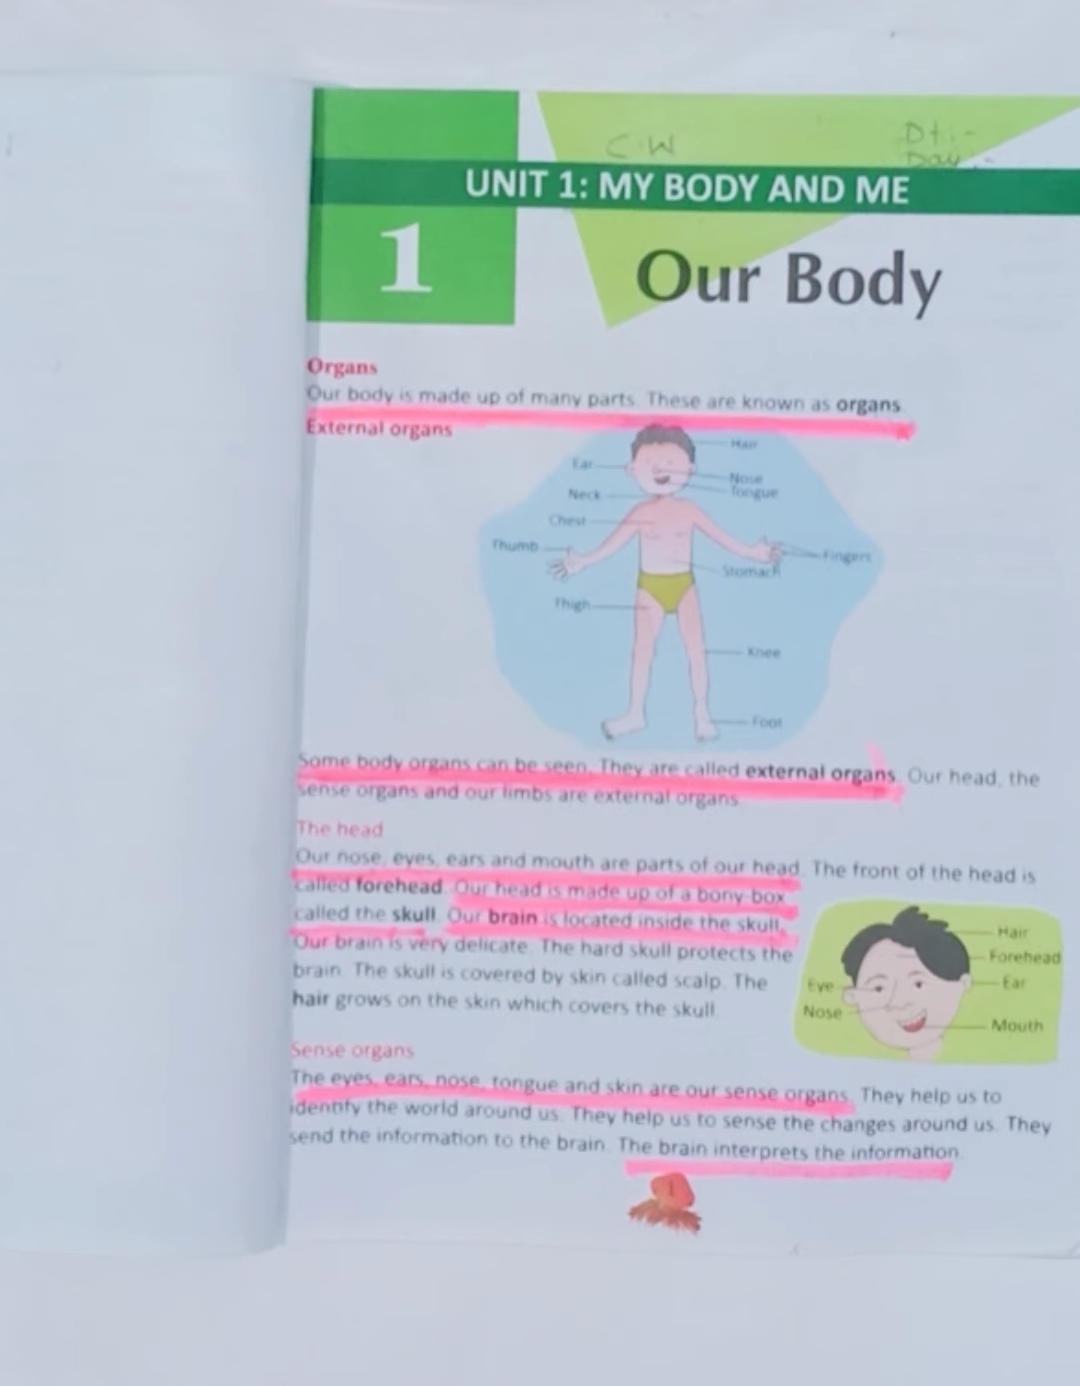 C.W
Dt:-
Day:-
UNIT 1: MY BODY AND ME
1
Our Body
Organs
Our body is made up of many parts. These are known as organs.
External organs
Hair
Ear
Nose
Neck
Tongue
Chest
Thumb
Fingers
Stomach
Thigh
Knee
Foot
Some body organs can be seen. They are called external organs. Our head, the
sense organs and our limbs are external organs.
The head
Our nose, eyes, ears and mouth are parts of our head. The front of the head is
called forehead. Our head is made up of a bony box
called the skull. Our brain is located inside the skull.
Our brain is very delicate. The hard skull protects the
brain. The skull is covered by skin called scalp. The
hair grows on the skin which covers the skull.
Hair
Forehead
Eye
Ear
Nose
Mouth
Sense organs
The eyes, ears, nose, tongue and skin are our sense organs. They help us to
identify the world around us. They help us to sense the changes around us. They
send the information to the brain. The brain interprets the information.
1